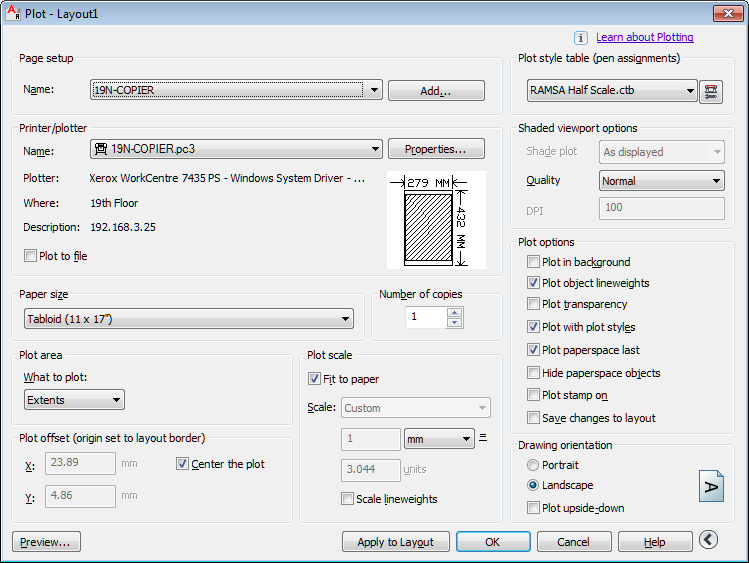 Plot - Layout1
Learn about Plotting
Page setup
Name: 19N-COPIER Add...
Printer/plotter
Name: 19N-COPIER.pc3 Properties...
Plotter: Xerox WorkCentre 7435 PS - Windows System Driver - ...
Where: 19th Floor
Description: 192.168.3.25
Plot to file
279 MM
432 MM
Paper size
Tabloid (11 x 17")
Number of copies
1
Plot area
What to plot:
Extents
Plot offset (origin set to layout border)
X: 23.89 mm Center the plot
Y: 4.86 mm
Plot scale
Fit to paper
Scale: Custom
1 mm =
3.044 units
Scale lineweights
Plot style table (pen assignments)
RAMSA Half Scale.ctb
Shaded viewport options
Shade plot As displayed
Quality Normal
DPI 100
Plot options
Plot in background
Plot object lineweights
Plot transparency
Plot with plot styles
Plot paperspace last
Hide paperspace objects
Plot stamp on
Save changes to layout
Drawing orientation
Portrait
Landscape
Plot upside-down
A
Preview... Apply to Layout OK Cancel Help